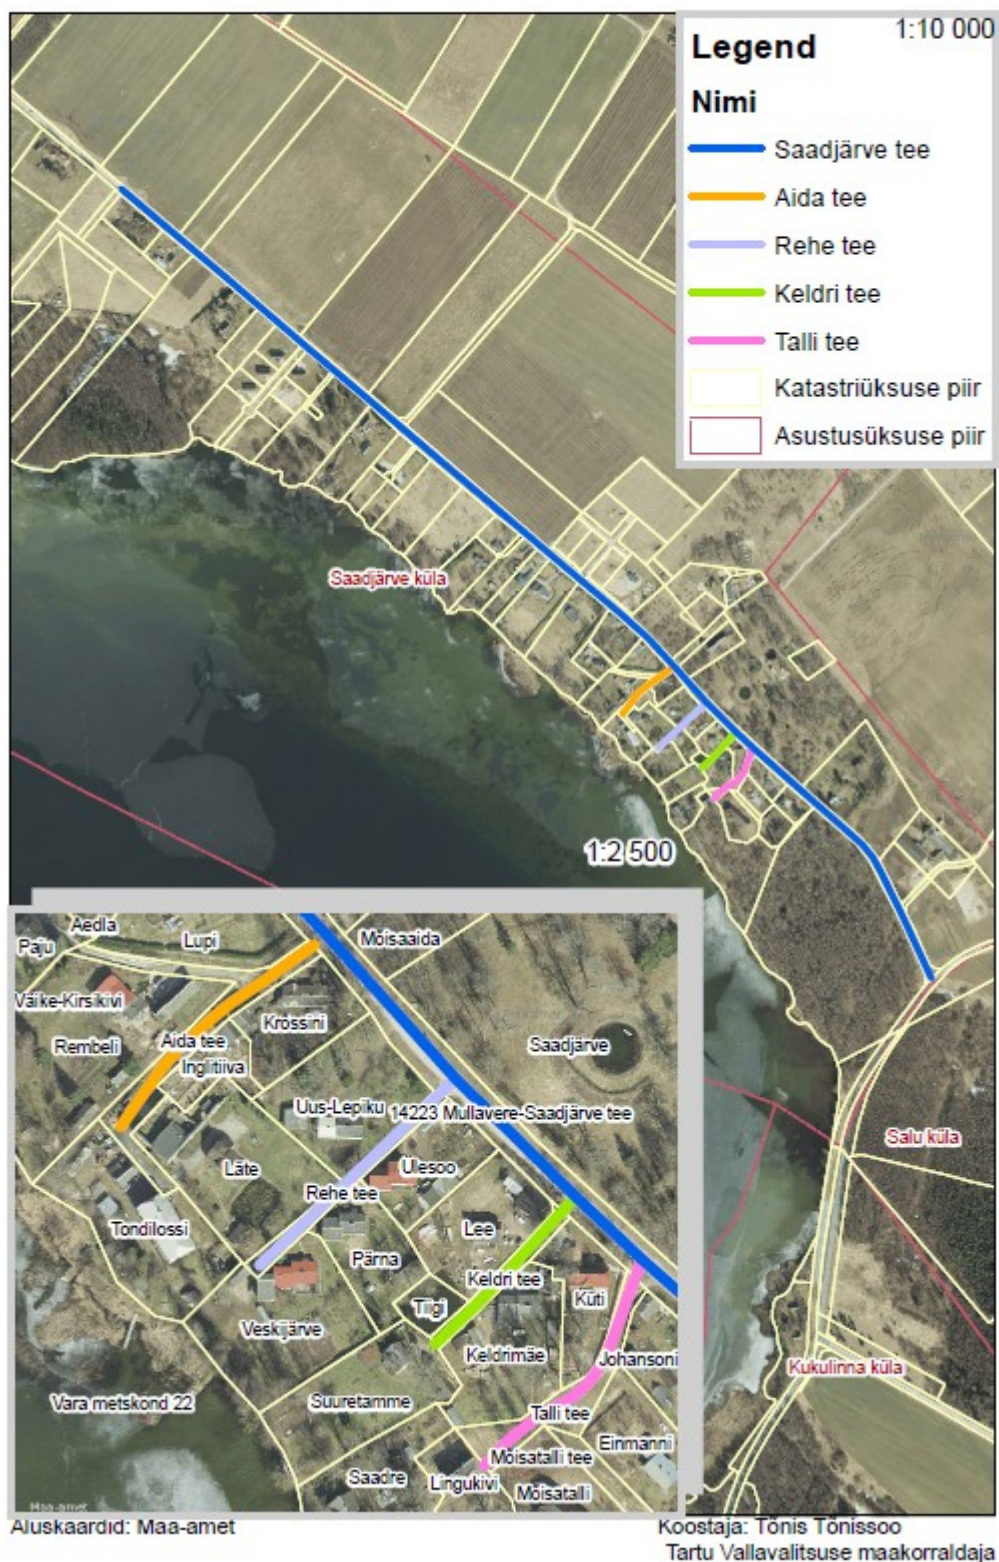 1:10 000
Legend
Nimi
Saadjärve tee
Aida tee
Rehe tee
Keldri tee
Talli tee
Katastriüksuse piir
Asustusüksuse piir
Saadjärve küla
1:2 500
Aedla
Paju
Lupi
Mõisaaida
Väike-Kirsikivi
Krossini
Rembeli
Aida tee
Inglitiiva
Saadjärve
Uus-Lepiku
14223 Mullavere-Saadjärve tee
Läte
Ülesoo
Rehe tee
Tondilossi
Lee
Pärna
Keldri tee
Tiigi
Küti
Veskijärve
Keldrimäe
Johansoni
Vara metskond 22
Suuretamme
Talli tee
Einmanni
Mõisatalli tee
Saadre
Lingukivi
Mõisatalli
Maa-amet
Salu küla
Kukulinna küla
Aluskaardid: Maa-amet
Koostaja: Tõnis Tõnissoo
Tartu Vallavalitsuse maakorraldaja